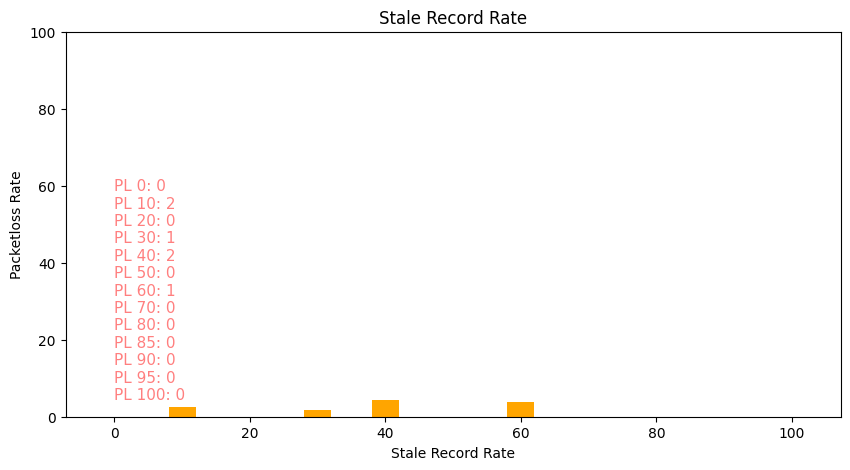 Stale Record Rate
100
80
60
40
20
0
Packetloss Rate
PL 0: 0
PL 10: 2
PL 20: 0
PL 30: 1
PL 40: 2
PL 50: 0
PL 60: 1
PL 70: 0
PL 80: 0
PL 85: 0
PL 90: 0
PL 95: 0
PL 100: 0
0 20 40 60 80 100
Stale Record Rate